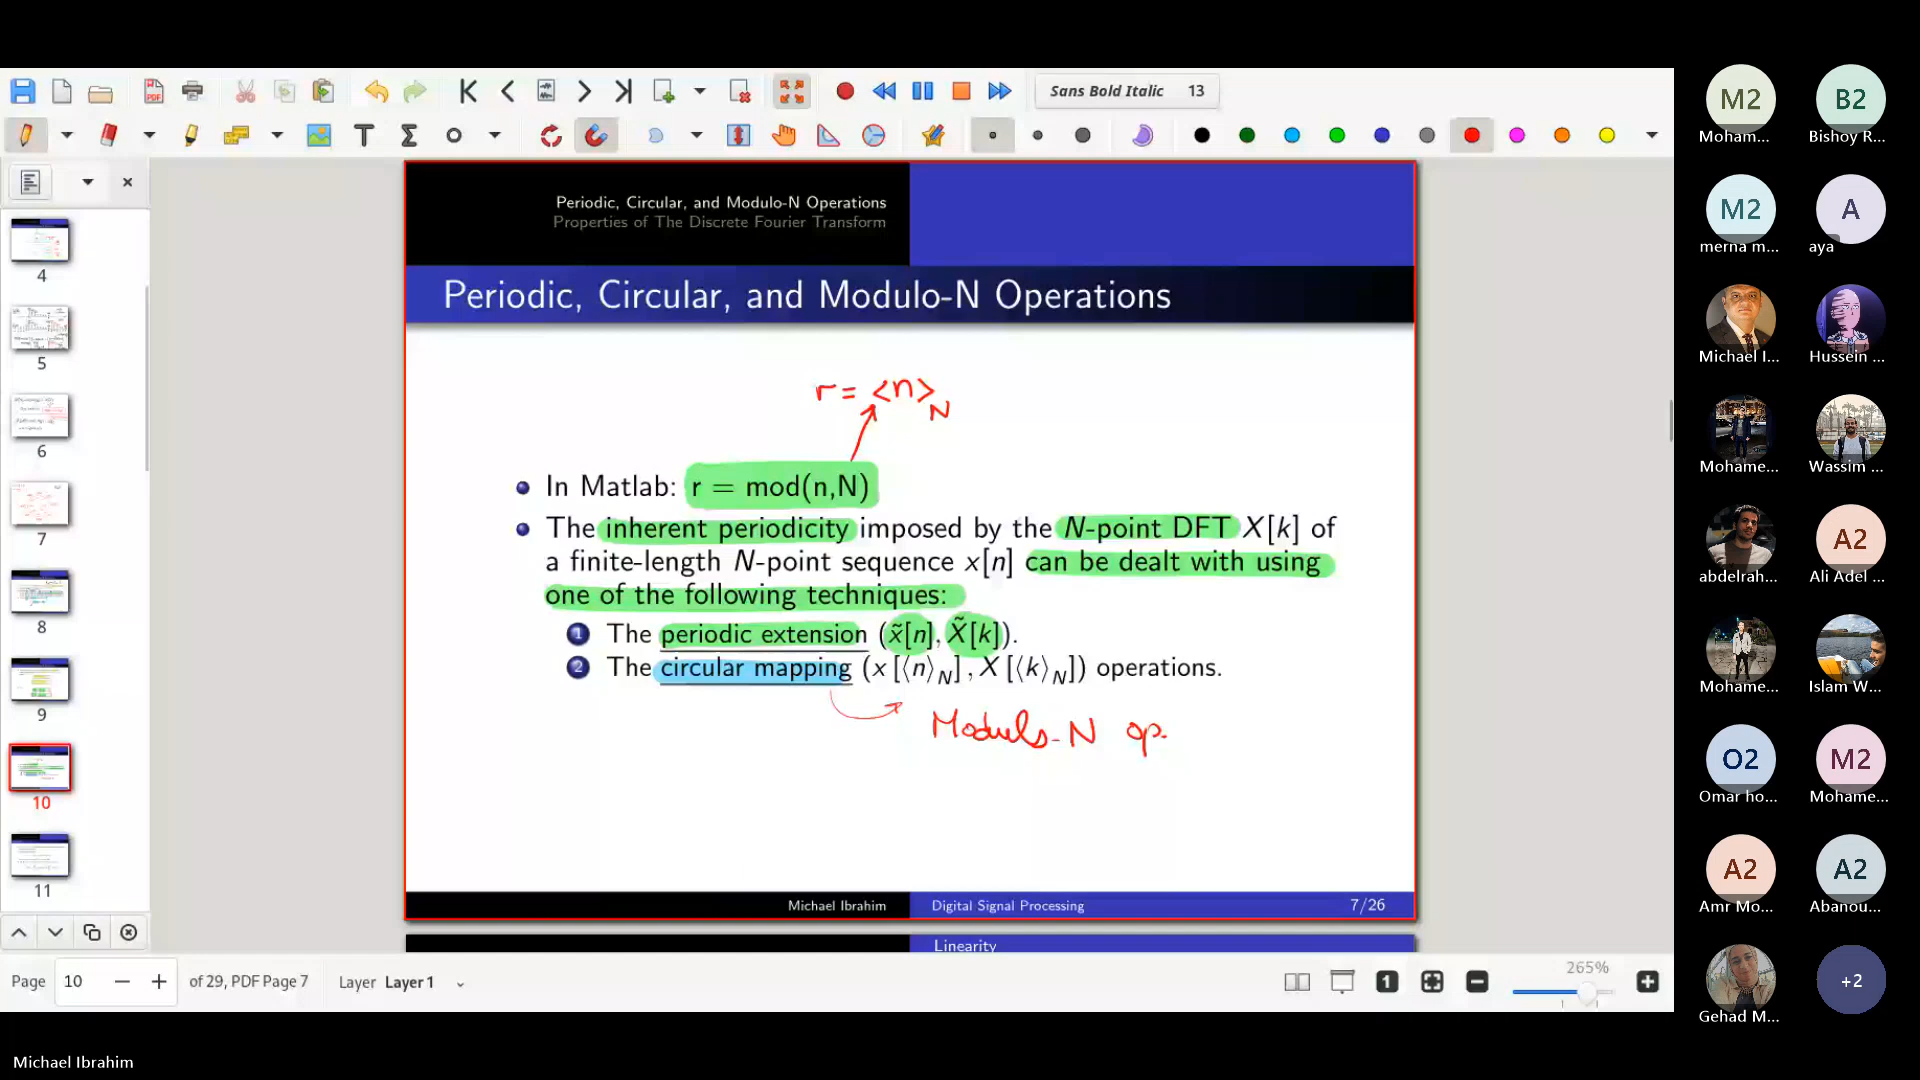 Sans Bold Italic 13
4
5
6
7
8
9
10
11
Periodic, Circular, and Modulo-N Operations
Properties of The Discrete Fourier Transform
Periodic, Circular, and Modulo-N Operations
r = <n>N
In Matlab: r = mod(n,N)
The inherent periodicity imposed by the N-point DFT X[k] of
a finite-length N-point sequence x[n] can be dealt with using
one of the following techniques:
1 The periodic extension (x̃[n], X̃[k]).
2 The circular mapping (x [⟨n⟩N] , X [⟨k⟩N]) operations.
Modulo-N op.
Michael Ibrahim
Digital Signal Processing
7/26
Linearity
Page 10 of 29, PDF Page 7 Layer Layer 1
265%
M2
Moham...
B2
Bishoy R...
M2
merna m...
A
aya
Michael I...
Hussein ...
Mohame...
Wassim ...
abdelrah...
A2
Ali Adel ...
Mohame...
Islam W...
O2
Omar ho...
M2
Mohame...
A2
Amr Mo...
A2
Abanou...
Gehad M...
+2
Michael Ibrahim